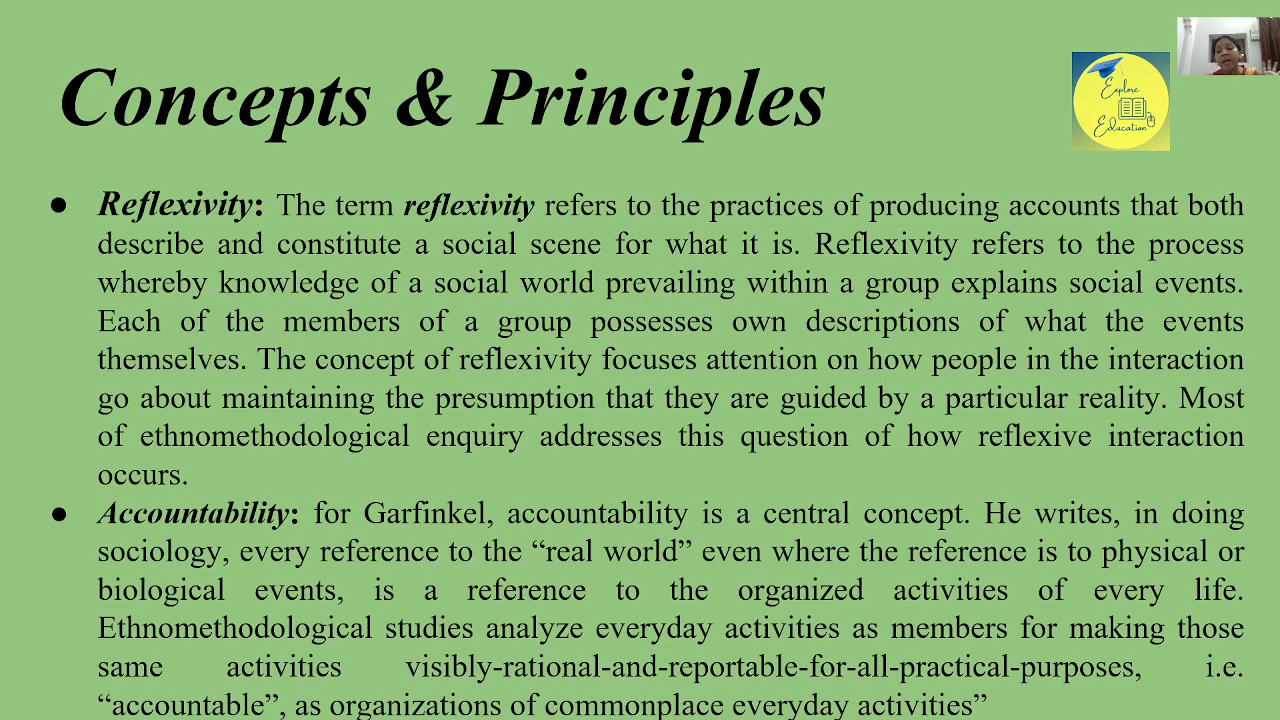 Concepts & Principles
Explore
Education
● Reflexivity: The term reflexivity refers to the practices of producing accounts that both
describe and constitute a social scene for what it is. Reflexivity refers to the process
whereby knowledge of a social world prevailing within a group explains social events.
Each of the members of a group possesses own descriptions of what the events
themselves. The concept of reflexivity focuses attention on how people in the interaction
go about maintaining the presumption that they are guided by a particular reality. Most
of ethnomethodological enquiry addresses this question of how reflexive interaction
occurs.
● Accountability: for Garfinkel, accountability is a central concept. He writes, in doing
sociology, every reference to the “real world” even where the reference is to physical or
biological events, is a reference to the organized activities of every life.
Ethnomethodological studies analyze everyday activities as members for making those
same activities visibly-rational-and-reportable-for-all-practical-purposes, i.e.
“accountable”, as organizations of commonplace everyday activities”